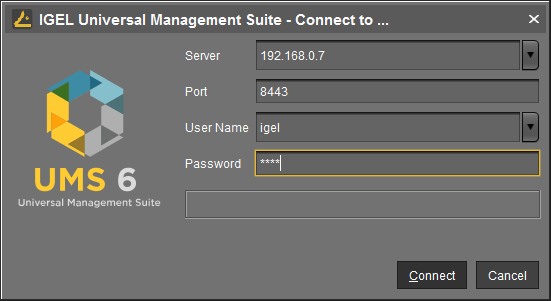 IGEL Universal Management Suite - Connect to ...
Server 192.168.0.7
Port 8443
User Name igel
Password ****
UMS 6
Universal Management Suite
Connect Cancel